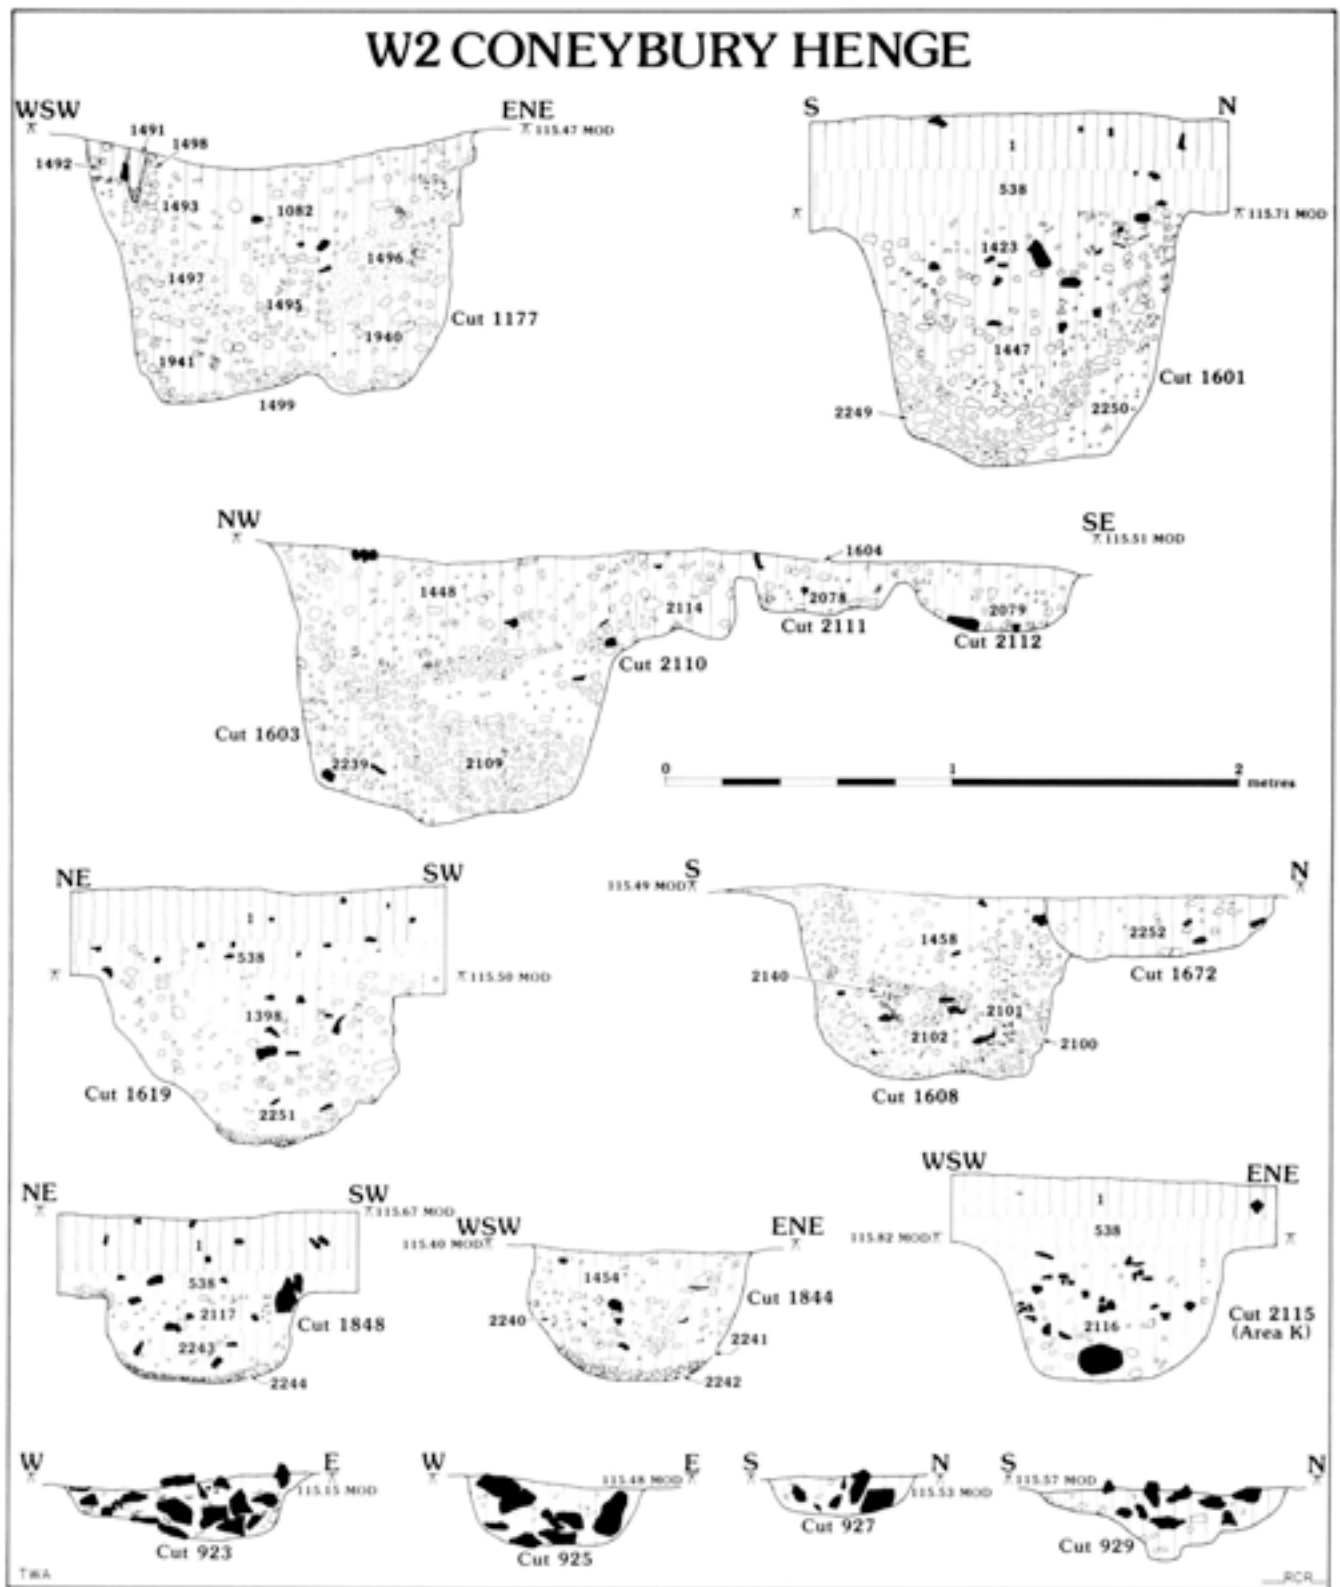 W2 CONEYBURY HENGE
WSW
ENE
115.47 MOD
1491
1498
1492
1493
1082
1496
1497
1495
1940
1941
1499
Cut 1177
S
N
1
538
115.71 MOD
1423
1447
2249
2250
Cut 1601
NW
SE
115.51 MOD
1604
1448
2114
2078
2079
Cut 2111
Cut 2112
Cut 2110
Cut 1603
2239
2109
0
1
2
metres
NE
SW
1
538
115.50 MOD
1398
Cut 1619
2251
S
N
115.49 MOD
1458
2252
Cut 1672
2140
2101
2102
2100
Cut 1608
NE
SW
115.67 MOD
1
538
2117
Cut 1848
2243
2244
WSW
ENE
115.40 MOD
1454
Cut 1844
2240
2241
2242
WSW
ENE
1
538
115.82 MOD
Cut 2115
(Area K)
2116
W
E
115.15 MOD
Cut 923
W
E
115.48 MOD
Cut 925
S
N
115.53 MOD
Cut 927
S
N
115.57 MOD
Cut 929
TWA
RCR